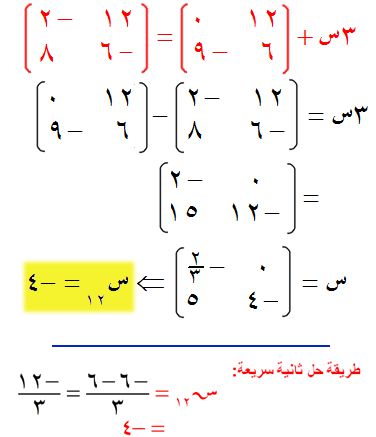 ٣س + [١٢ ٠ = [١٢ -٢
٦ -٩] -٦ ٨]
٣س = [١٢ -٢ - [١٢ ٠
-٦ ٨] ٦ -٩]
= [٠ -٢
-١٢ ١٥]
س = [٠ -٢/٣ ⇐ س١٢ = -٤
-٤ ٥]
طريقة حل ثانية سريعة:
س١٢ = -٦-٦/٣ = -١٢/٣
= -٤